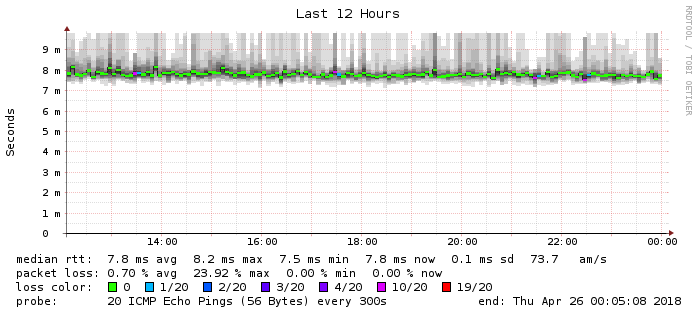 Last 12 Hours
RRDTOOL / TOBI OETIKER
Seconds
9 m
8 m
7 m
6 m
5 m
4 m
3 m
2 m
1 m
0
14:00 16:00 18:00 20:00 22:00 00:00
median rtt: 7.8 ms avg 8.2 ms max 7.5 ms min 7.8 ms now 0.1 ms sd 73.7 am/s
packet loss: 0.70 % avg 23.92 % max 0.00 % min 0.00 % now
loss color: 0 1/20 2/20 3/20 4/20 10/20 19/20
probe: 20 ICMP Echo Pings (56 Bytes) every 300s end: Thu Apr 26 00:05:08 2018